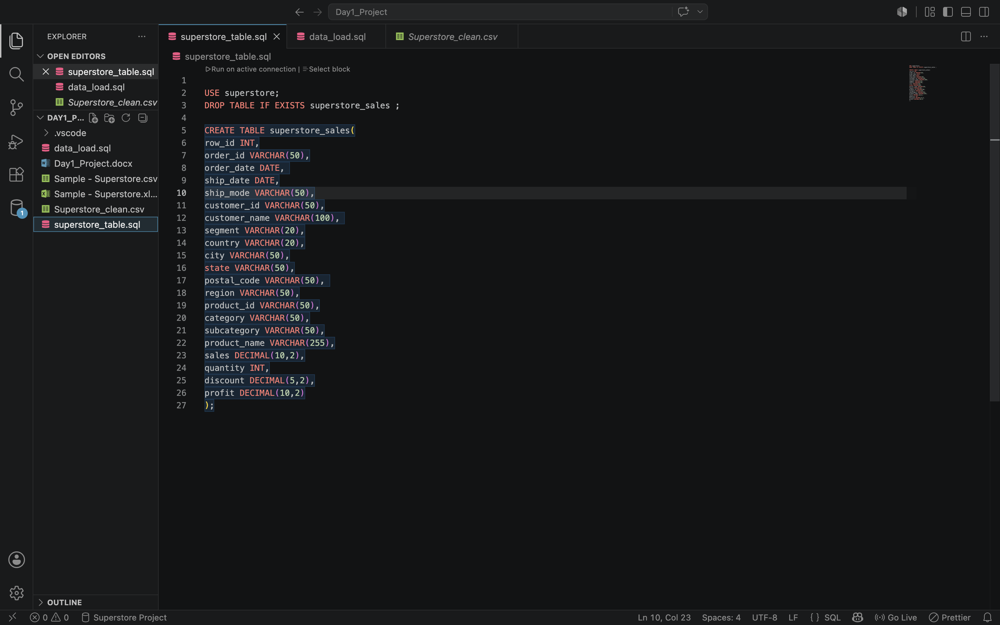 Day1_Project
EXPLORER
OPEN EDITORS
superstore_table.sql
data_load.sql
Superstore_clean.csv
DAY1_P...
.vscode
data_load.sql
Day1_Project.docx
Sample - Superstore.csv
Sample - Superstore.xl...
Superstore_clean.csv
superstore_table.sql
1
OUTLINE
superstore_table.sql
data_load.sql
Superstore_clean.csv
superstore_table.sql
Run on active connection | Select block
1
2 USE superstore;
3 DROP TABLE IF EXISTS superstore_sales ;
4
5 CREATE TABLE superstore_sales(
6 row_id INT,
7 order_id VARCHAR(50),
8 order_date DATE,
9 ship_date DATE,
10 ship_mode VARCHAR(50),
11 customer_id VARCHAR(50),
12 customer_name VARCHAR(100),
13 segment VARCHAR(20),
14 country VARCHAR(20),
15 city VARCHAR(50),
16 state VARCHAR(50),
17 postal_code VARCHAR(50),
18 region VARCHAR(50),
19 product_id VARCHAR(50),
20 category VARCHAR(50),
21 subcategory VARCHAR(50),
22 product_name VARCHAR(255),
23 sales DECIMAL(10,2),
24 quantity INT,
25 discount DECIMAL(5,2),
26 profit DECIMAL(10,2)
27 );
0 0 Superstore Project Ln 10, Col 23 Spaces: 4 UTF-8 LF {} SQL Go Live Prettier